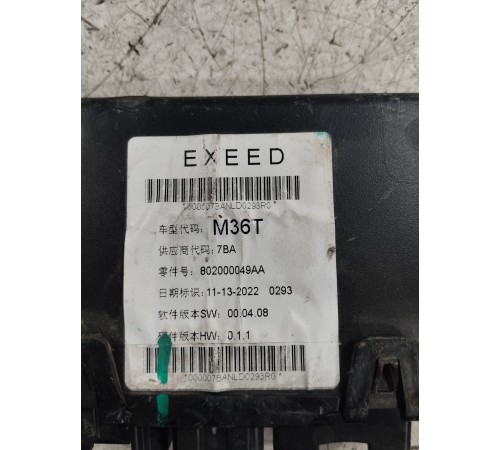 EXEED
*000007BANLD0293R0*
车型代码: M36T
供应商代码: 7BA
零件号: 802000049AA
日期标识: 11-13-2022 0293
软件版本SW: 00.04.08
硬件版本HW: 0.1.1
*000007BANLD0293R0*